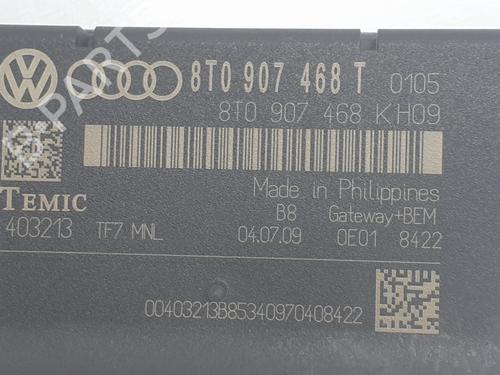 8T0 907 468 T 0105
8T0 907 468 KH09
TEMIC
Made in Philippines
B8 Gateway+BEM
403213 TF7 MNL 04.07.09 0E01 8422
00403213B85340970408422